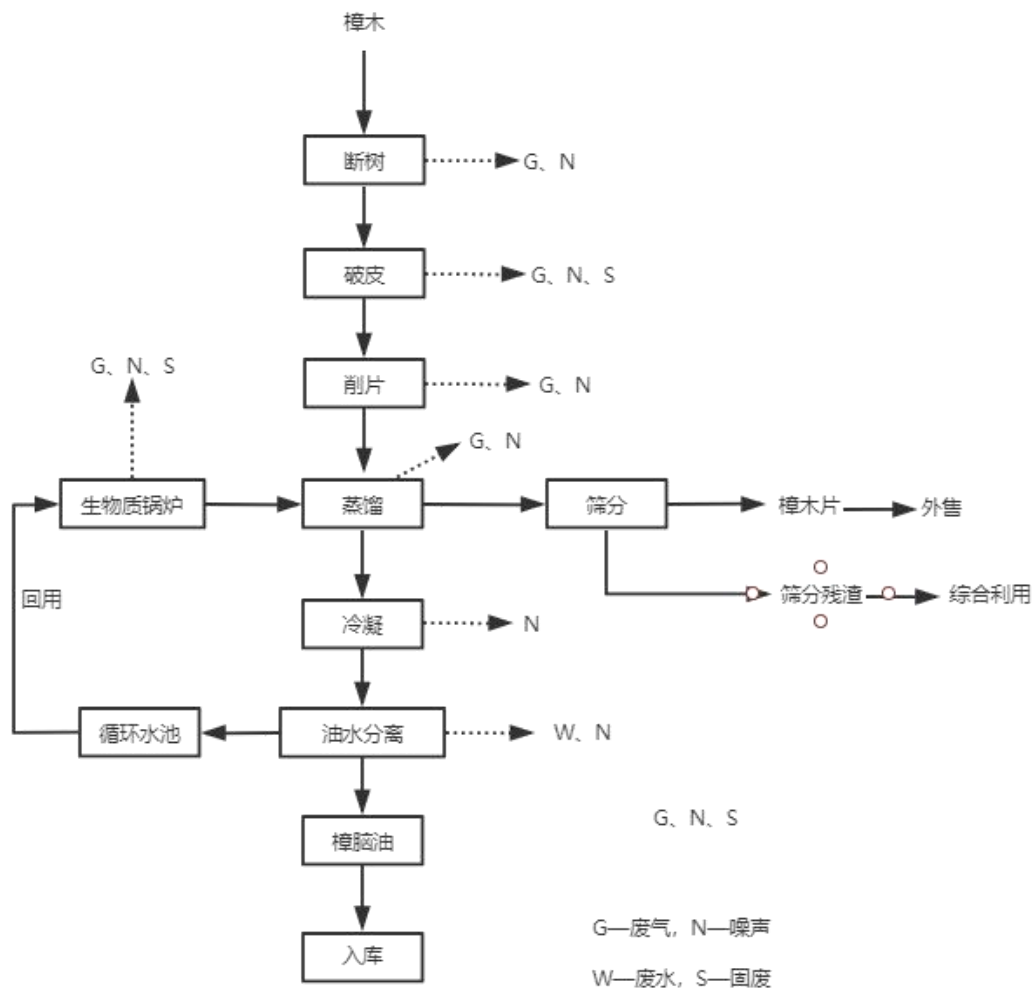 樟木
断树
G、N
破皮
G、N、S
削片
G、N
G、N、S
G、N
生物质锅炉
蒸馏
筛分
樟木片
外售
回用
筛分残渣
综合利用
冷凝
N
循环水池
油水分离
W、N
樟脑油
G、N、S
入库
G—废气，N—噪声
W—废水，S—固废